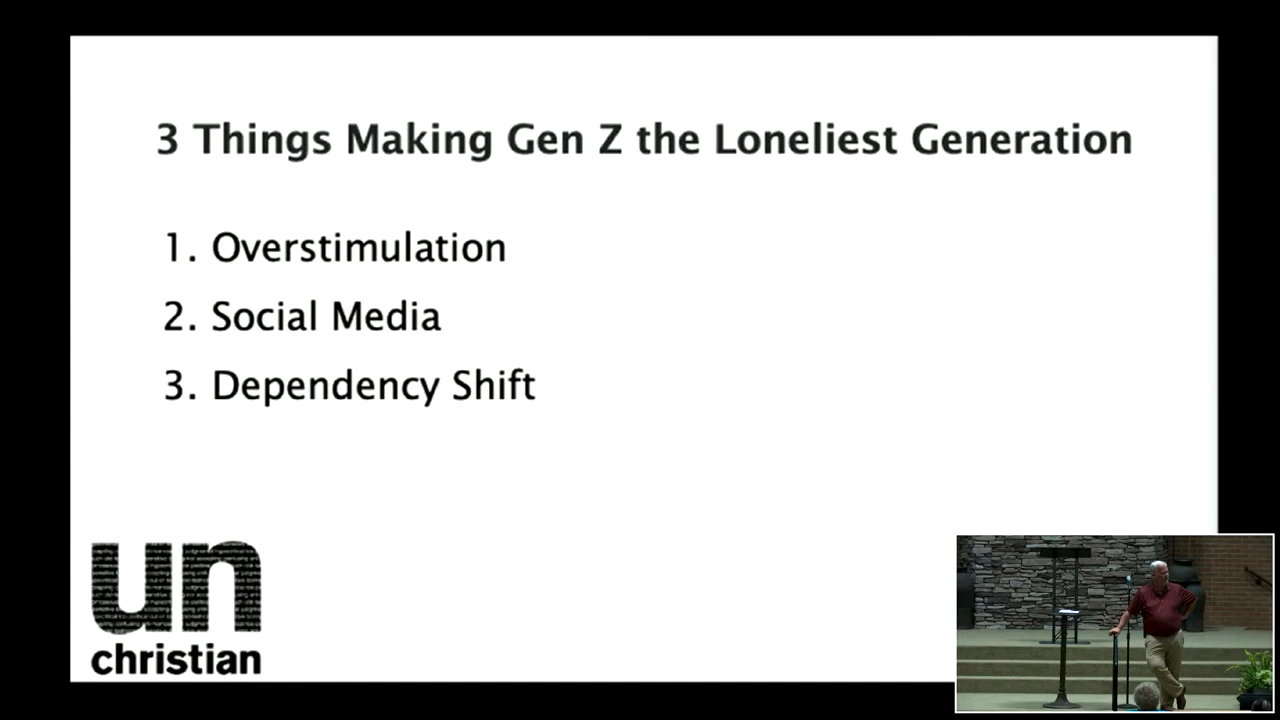 3 Things Making Gen Z the Loneliest Generation
1. Overstimulation
2. Social Media
3. Dependency Shift
un
christian